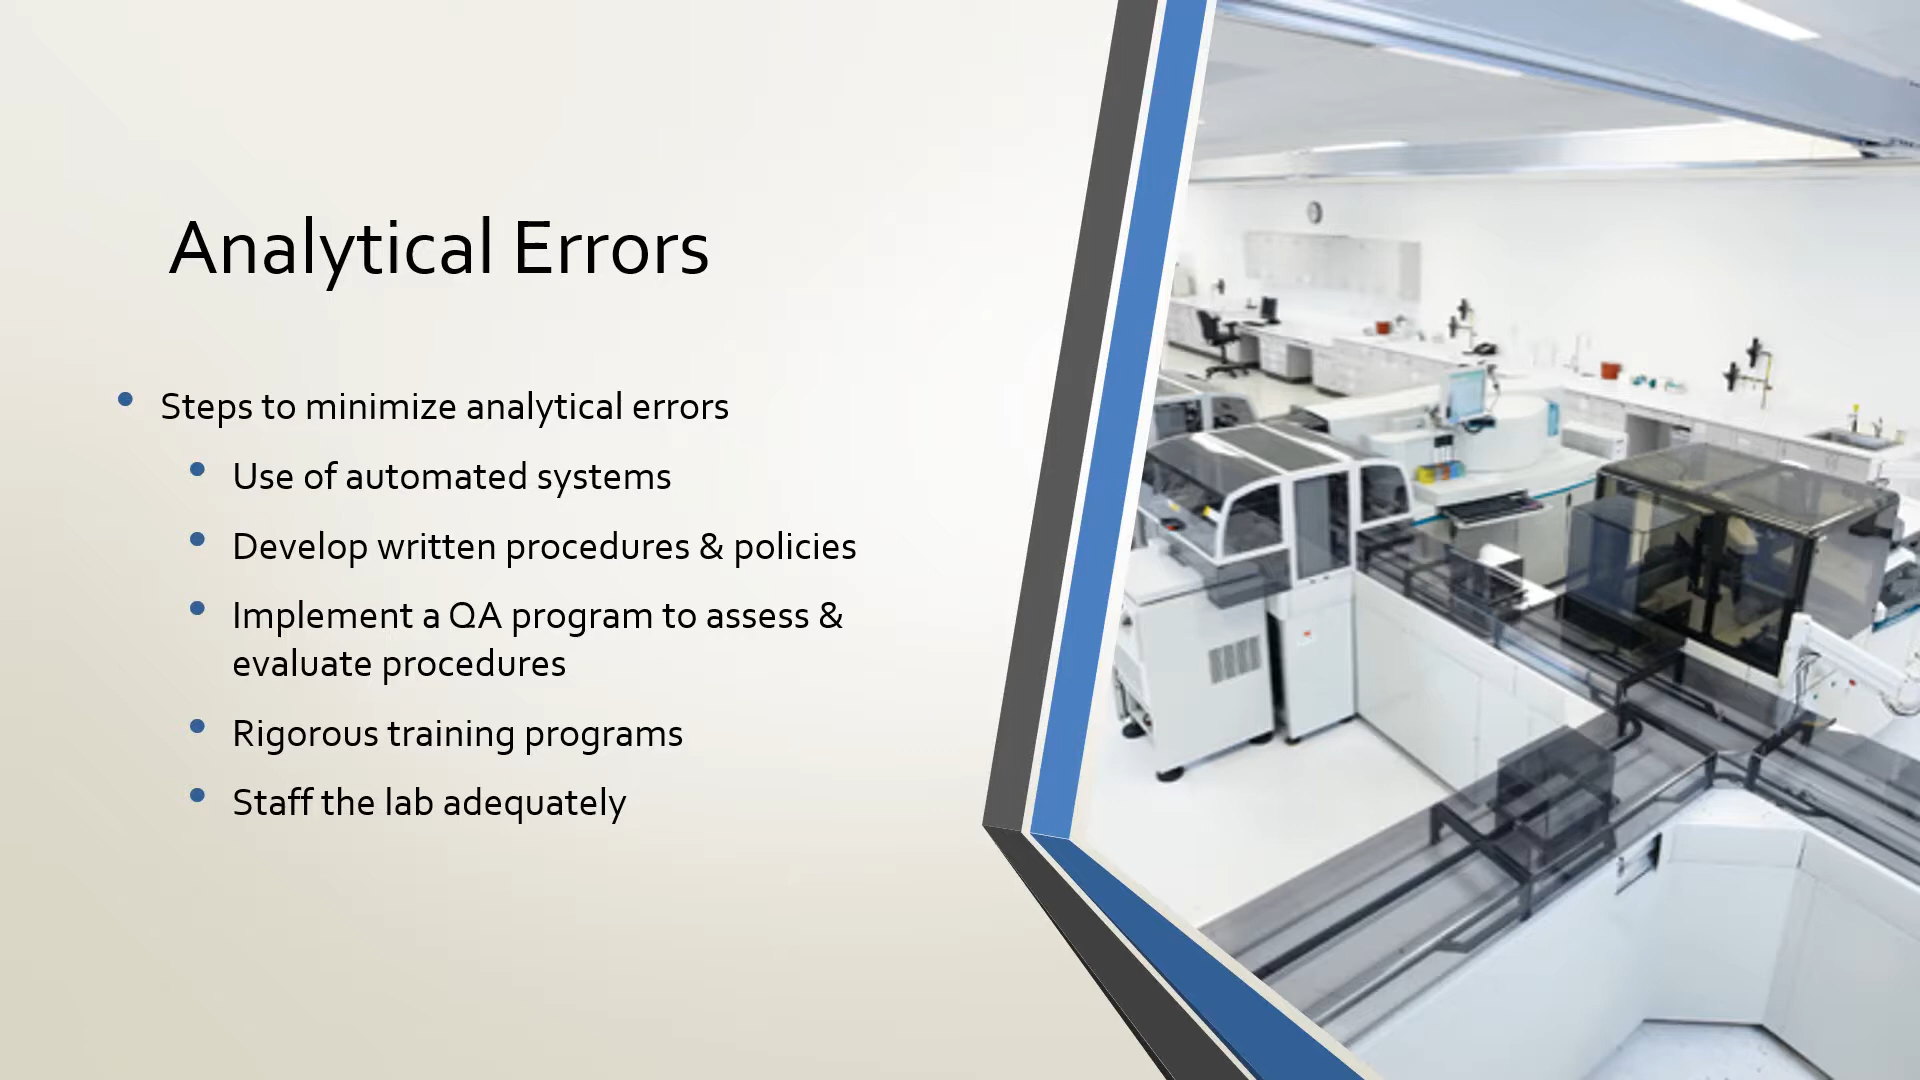 Analytical Errors
• Steps to minimize analytical errors
• Use of automated systems
• Develop written procedures & policies
• Implement a QA program to assess &
evaluate procedures
• Rigorous training programs
• Staff the lab adequately